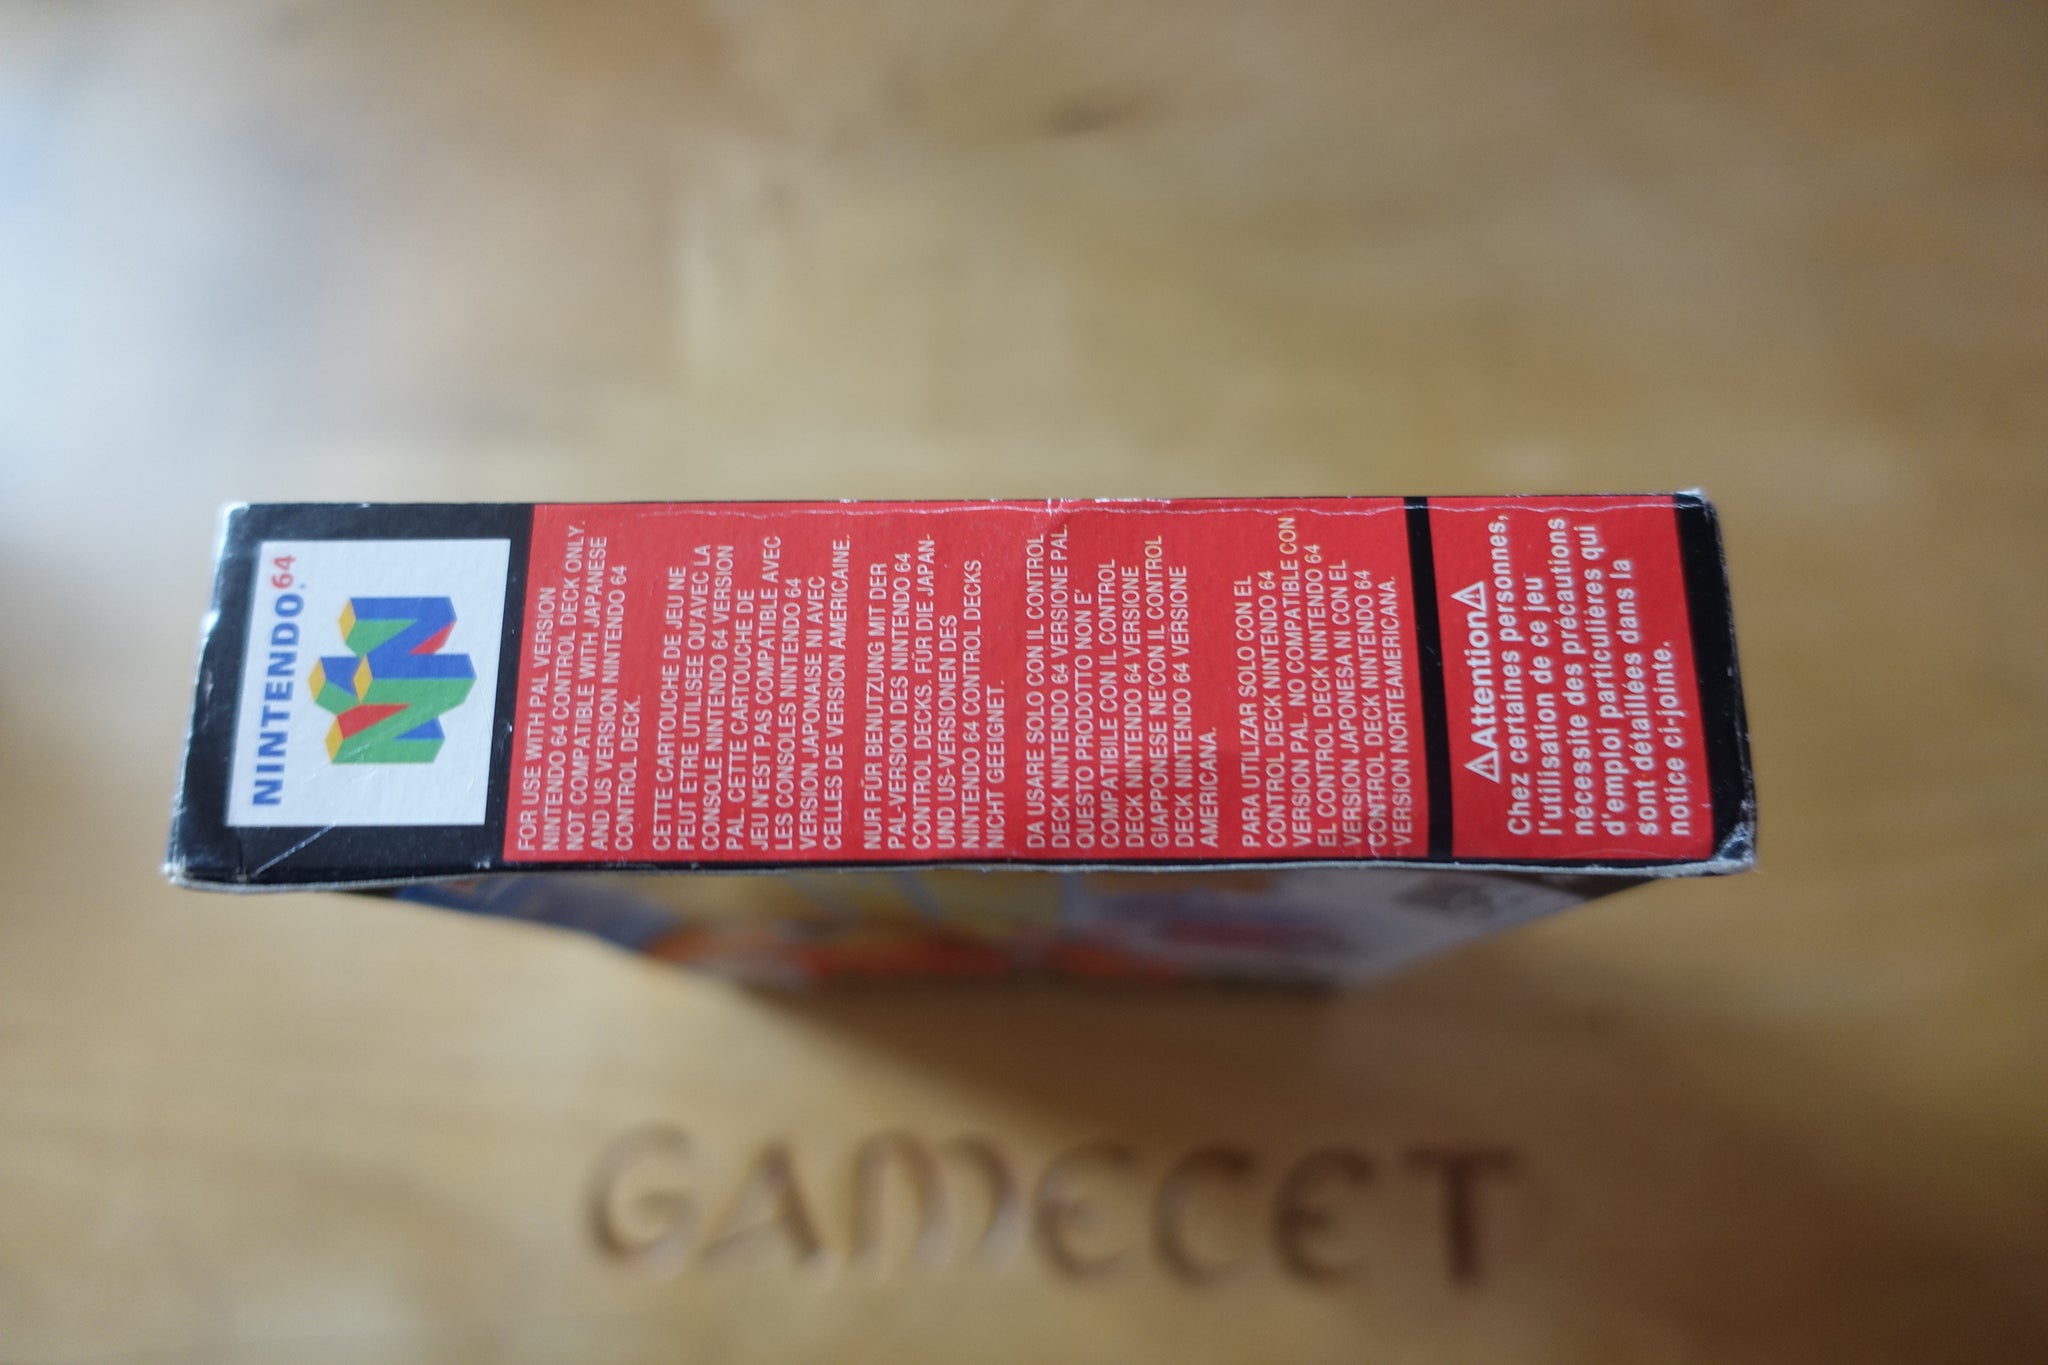 NINTENDO 64
FOR USE WITH PAL VERSION
NINTENDO 64 CONTROL DECK ONLY.
NOT COMPATIBLE WITH JAPANESE
AND US VERSION NINTENDO 64
CONTROL DECK.
CETTE CARTOUCHE DE JEU NE
PEUT ETRE UTILISEE QU'AVEC LA
CONSOLE NINTENDO 64 VERSION
PAL. CETTE CARTOUCHE DE
JEU N'EST PAS COMPATIBLE AVEC
LES CONSOLES NINTENDO 64
VERSION JAPONAISE NI AVEC
CELLES DE VERSION AMERICAINE.
NUR FÜR BENUTZUNG MIT DER
PAL-VERSION DES NINTENDO 64
CONTROL DECKS. FÜR DIE JAPAN-
UND US-VERSIONEN DES
NINTENDO 64 CONTROL DECKS
NICHT GEEIGNET.
DA USARE SOLO CON IL CONTROL
DECK NINTENDO 64 VERSIONE PAL.
QUESTO PRODOTTO NON E'
COMPATIBILE CON IL CONTROL
DECK NINTENDO 64 VERSIONE
GIAPPONESE NE'CON IL CONTROL
DECK NINTENDO 64 VERSIONE
AMERICANA.
PARA UTILIZAR SOLO CON EL
CONTROL DECK NINTENDO 64
VERSION PAL. NO COMPATIBLE CON
EL CONTROL DECK NINTENDO 64
VERSION JAPONESA NI CON EL
CONTROL DECK NINTENDO 64
VERSION NORTEAMERICANA.
⚠Attention⚠
Chez certaines personnes,
l'utilisation de ce jeu
nécessite des précautions
d'emploi particulières qui
sont détaillées dans la
notice ci-jointe.
GAMECET